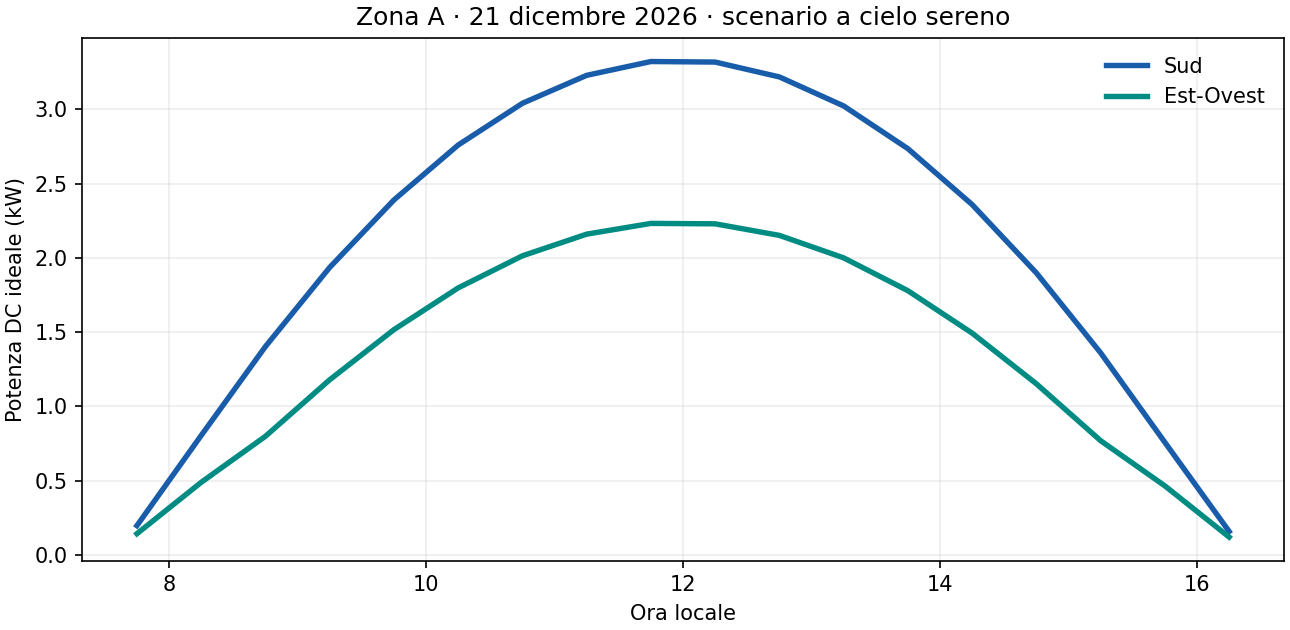 Zona A · 21 dicembre 2026 · scenario a cielo sereno
Sud
Est-Ovest
Potenza DC ideale (kW)
3.0
2.5
2.0
1.5
1.0
0.5
0.0
8
10
12
14
16
Ora locale